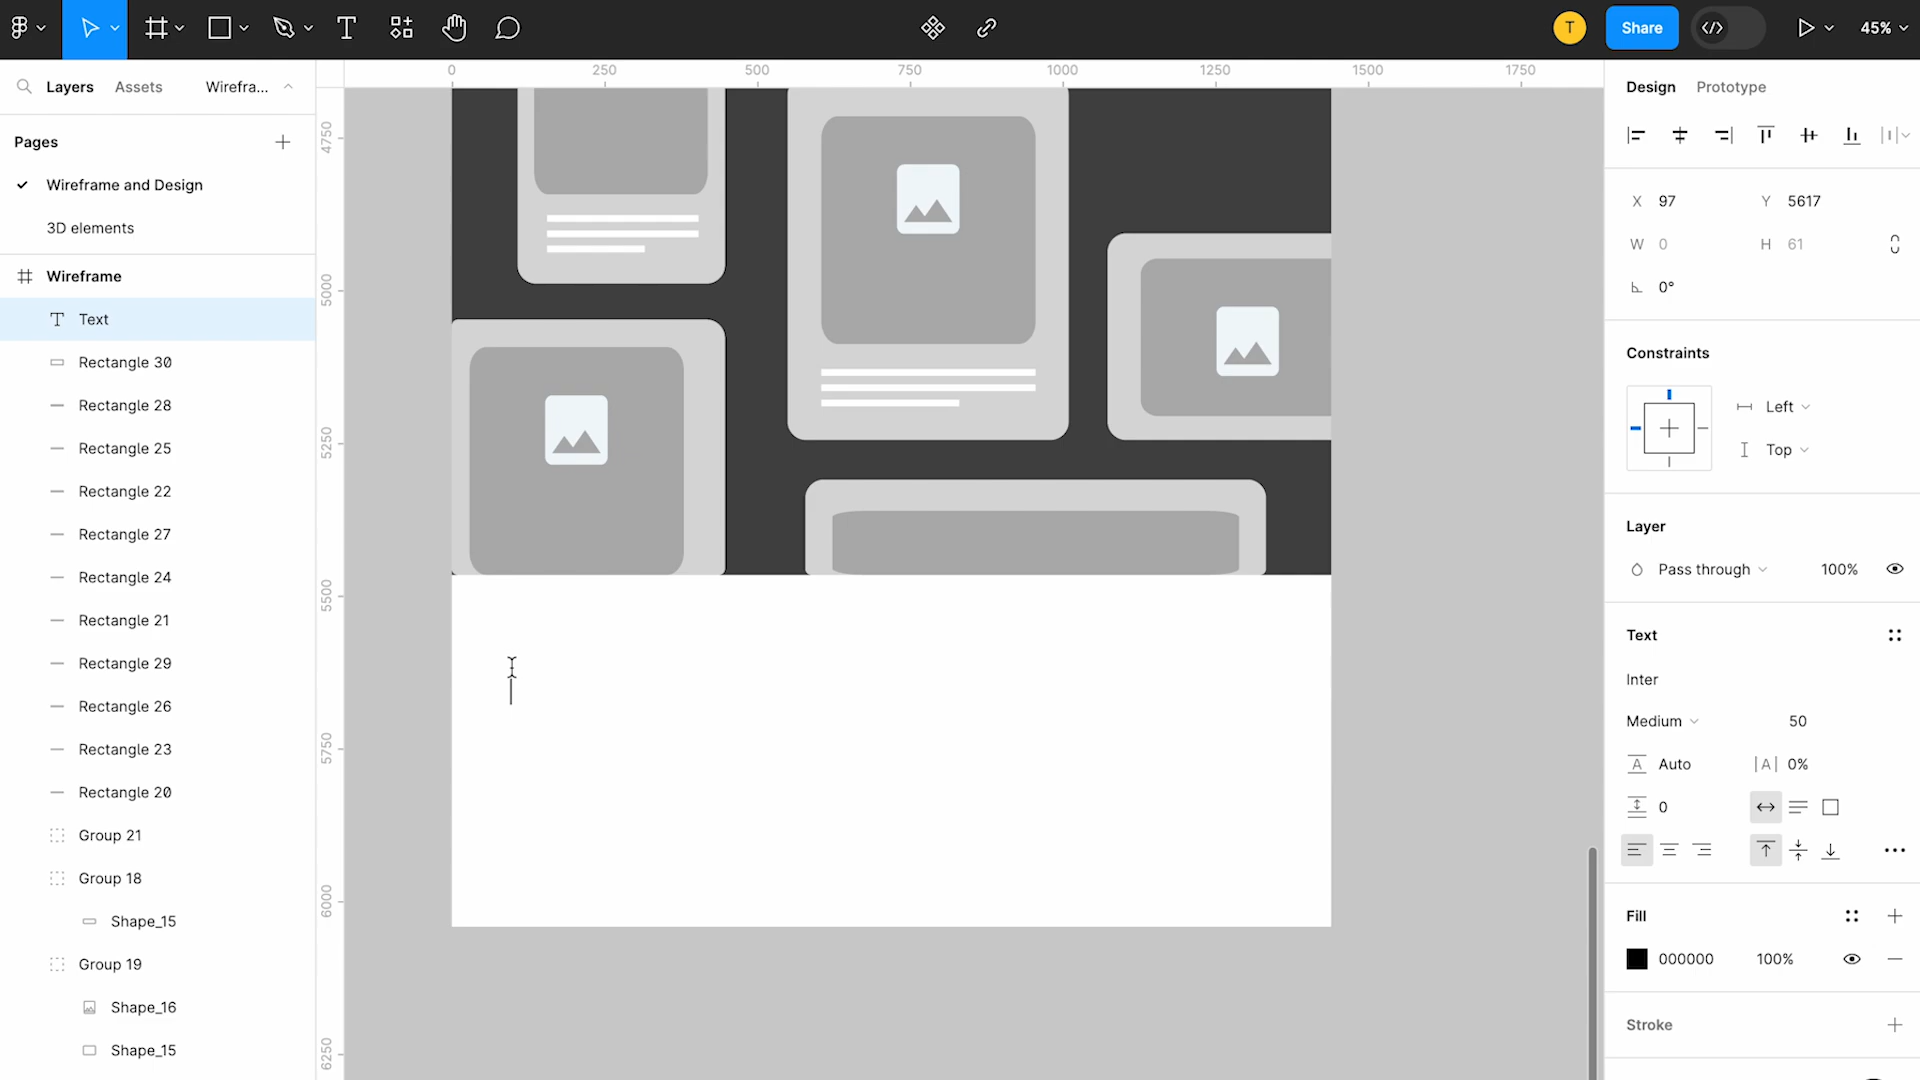 T
Share
45%
Layers
Assets
Wirefra...
Pages
Wireframe and Design
3D elements
Wireframe
Text
Rectangle 30
Rectangle 28
Rectangle 25
Rectangle 22
Rectangle 27
Rectangle 24
Rectangle 21
Rectangle 29
Rectangle 26
Rectangle 23
Rectangle 20
Group 21
Group 18
Shape_15
Group 19
Shape_16
Shape_15
0 250 500 750 1000 1250 1500 1750
4750
5000
5250
5500
5750
6000
6250
Design
Prototype
X 97 Y 5617
W 0 H 61
0°
Constraints
Left
Top
Layer
Pass through 100%
Text
Inter
Medium 50
A Auto |A| 0%
0
Fill
000000 100%
Stroke